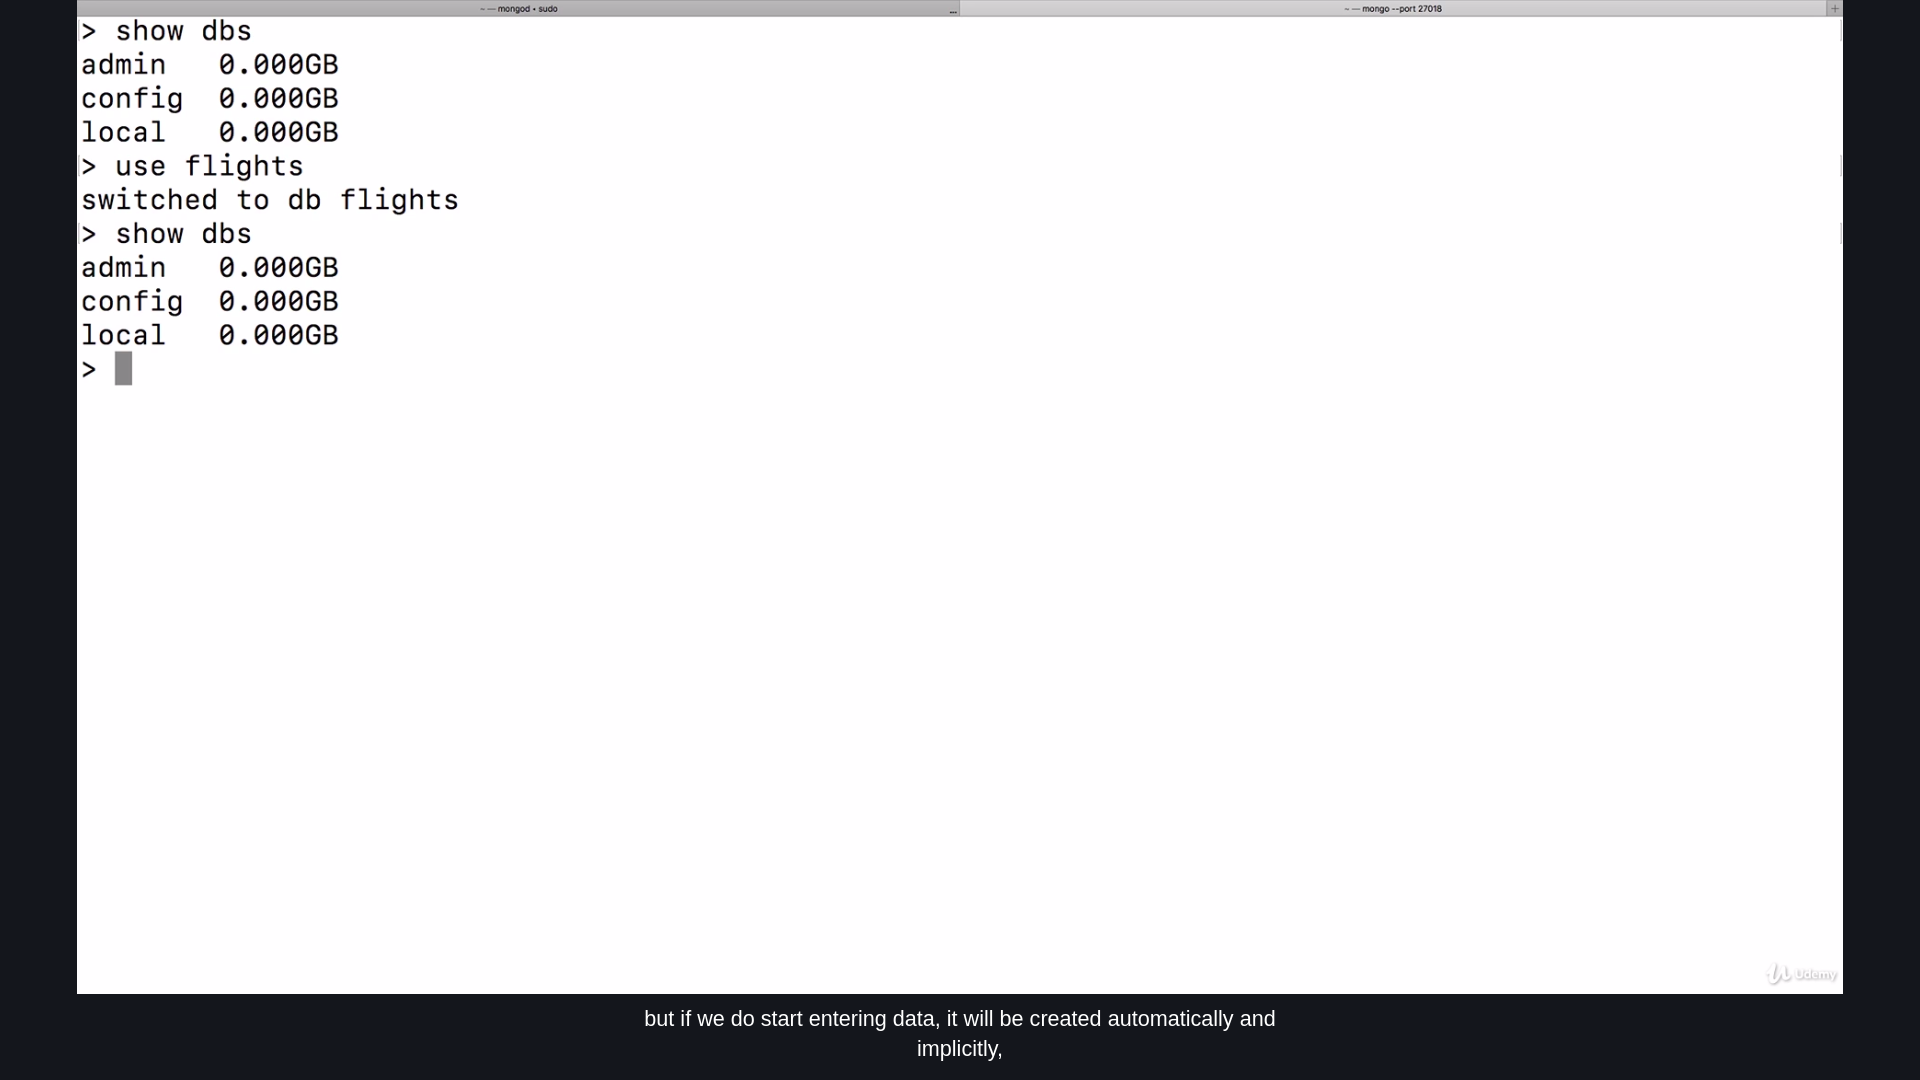 ~ — mongod • sudo
...
~ — mongo --port 27018
+
> show dbs
admin   0.000GB
config  0.000GB
local   0.000GB
> use flights
switched to db flights
> show dbs
admin   0.000GB
config  0.000GB
local   0.000GB
>
Udemy
but if we do start entering data, it will be created automatically and
implicitly,